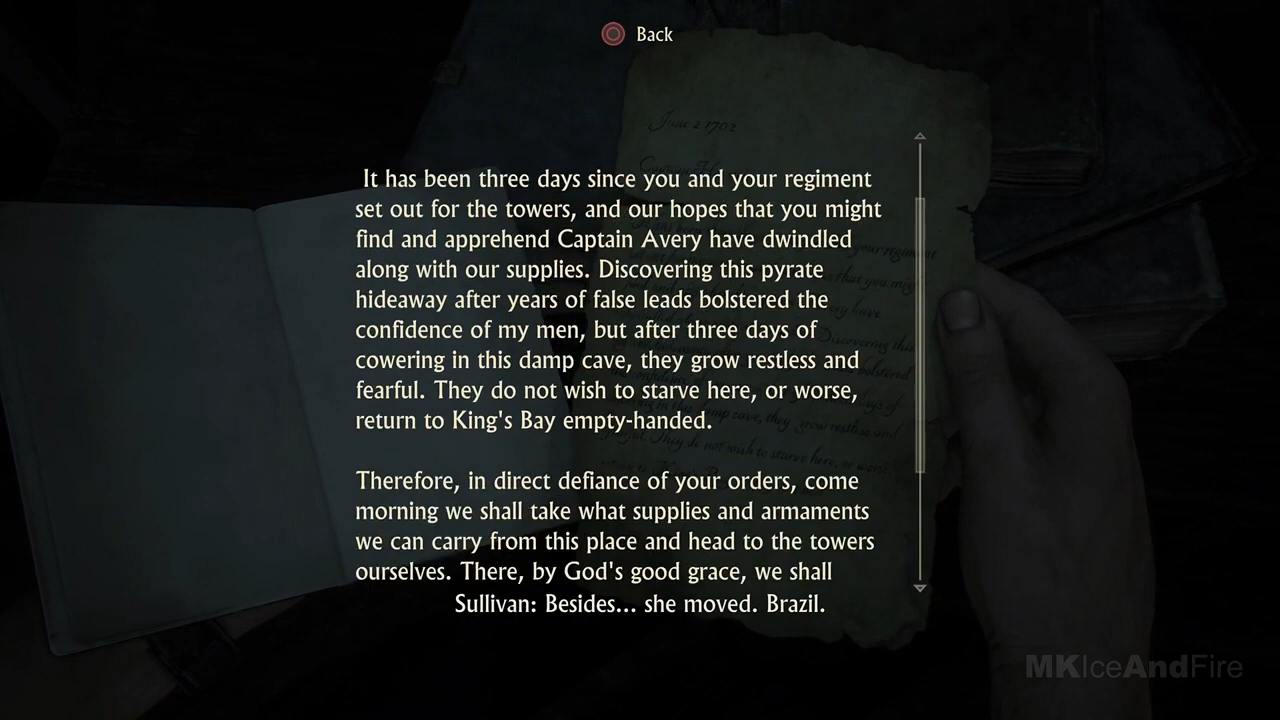 Back
June 2 1702
It has been three days since you and your regiment
set out for the towers, and our hopes that you might
find and apprehend Captain Avery have dwindled
along with our supplies. Discovering this pyrate
hideaway after years of false leads bolstered the
confidence of my men, but after three days of
cowering in this damp cave, they grow restless and
fearful. They do not wish to starve here, or worse,
return to King's Bay empty-handed.
Therefore, in direct defiance of your orders, come
morning we shall take what supplies and armaments
we can carry from this place and head to the towers
ourselves. There, by God's good grace, we shall
Sullivan: Besides... she moved. Brazil.
MKIceAndFire